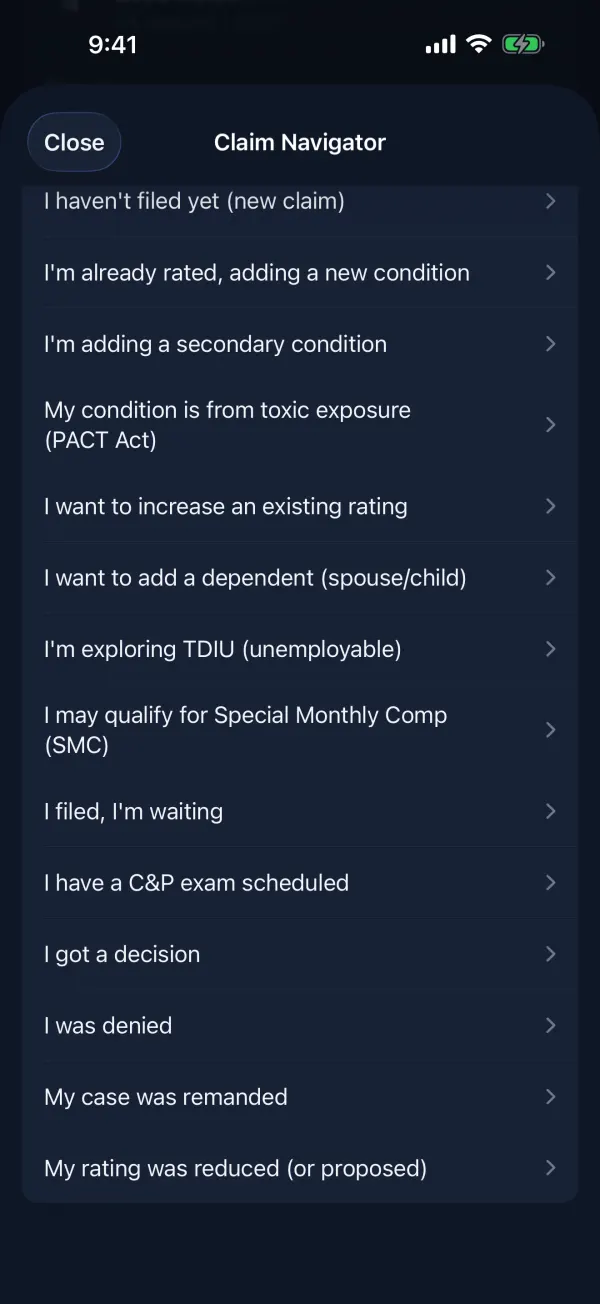 9:41
Close
Claim Navigator
I haven't filed yet (new claim)
I'm already rated, adding a new condition
I'm adding a secondary condition
My condition is from toxic exposure
(PACT Act)
I want to increase an existing rating
I want to add a dependent (spouse/child)
I'm exploring TDIU (unemployable)
I may qualify for Special Monthly Comp
(SMC)
I filed, I'm waiting
I have a C&P exam scheduled
I got a decision
I was denied
My case was remanded
My rating was reduced (or proposed)